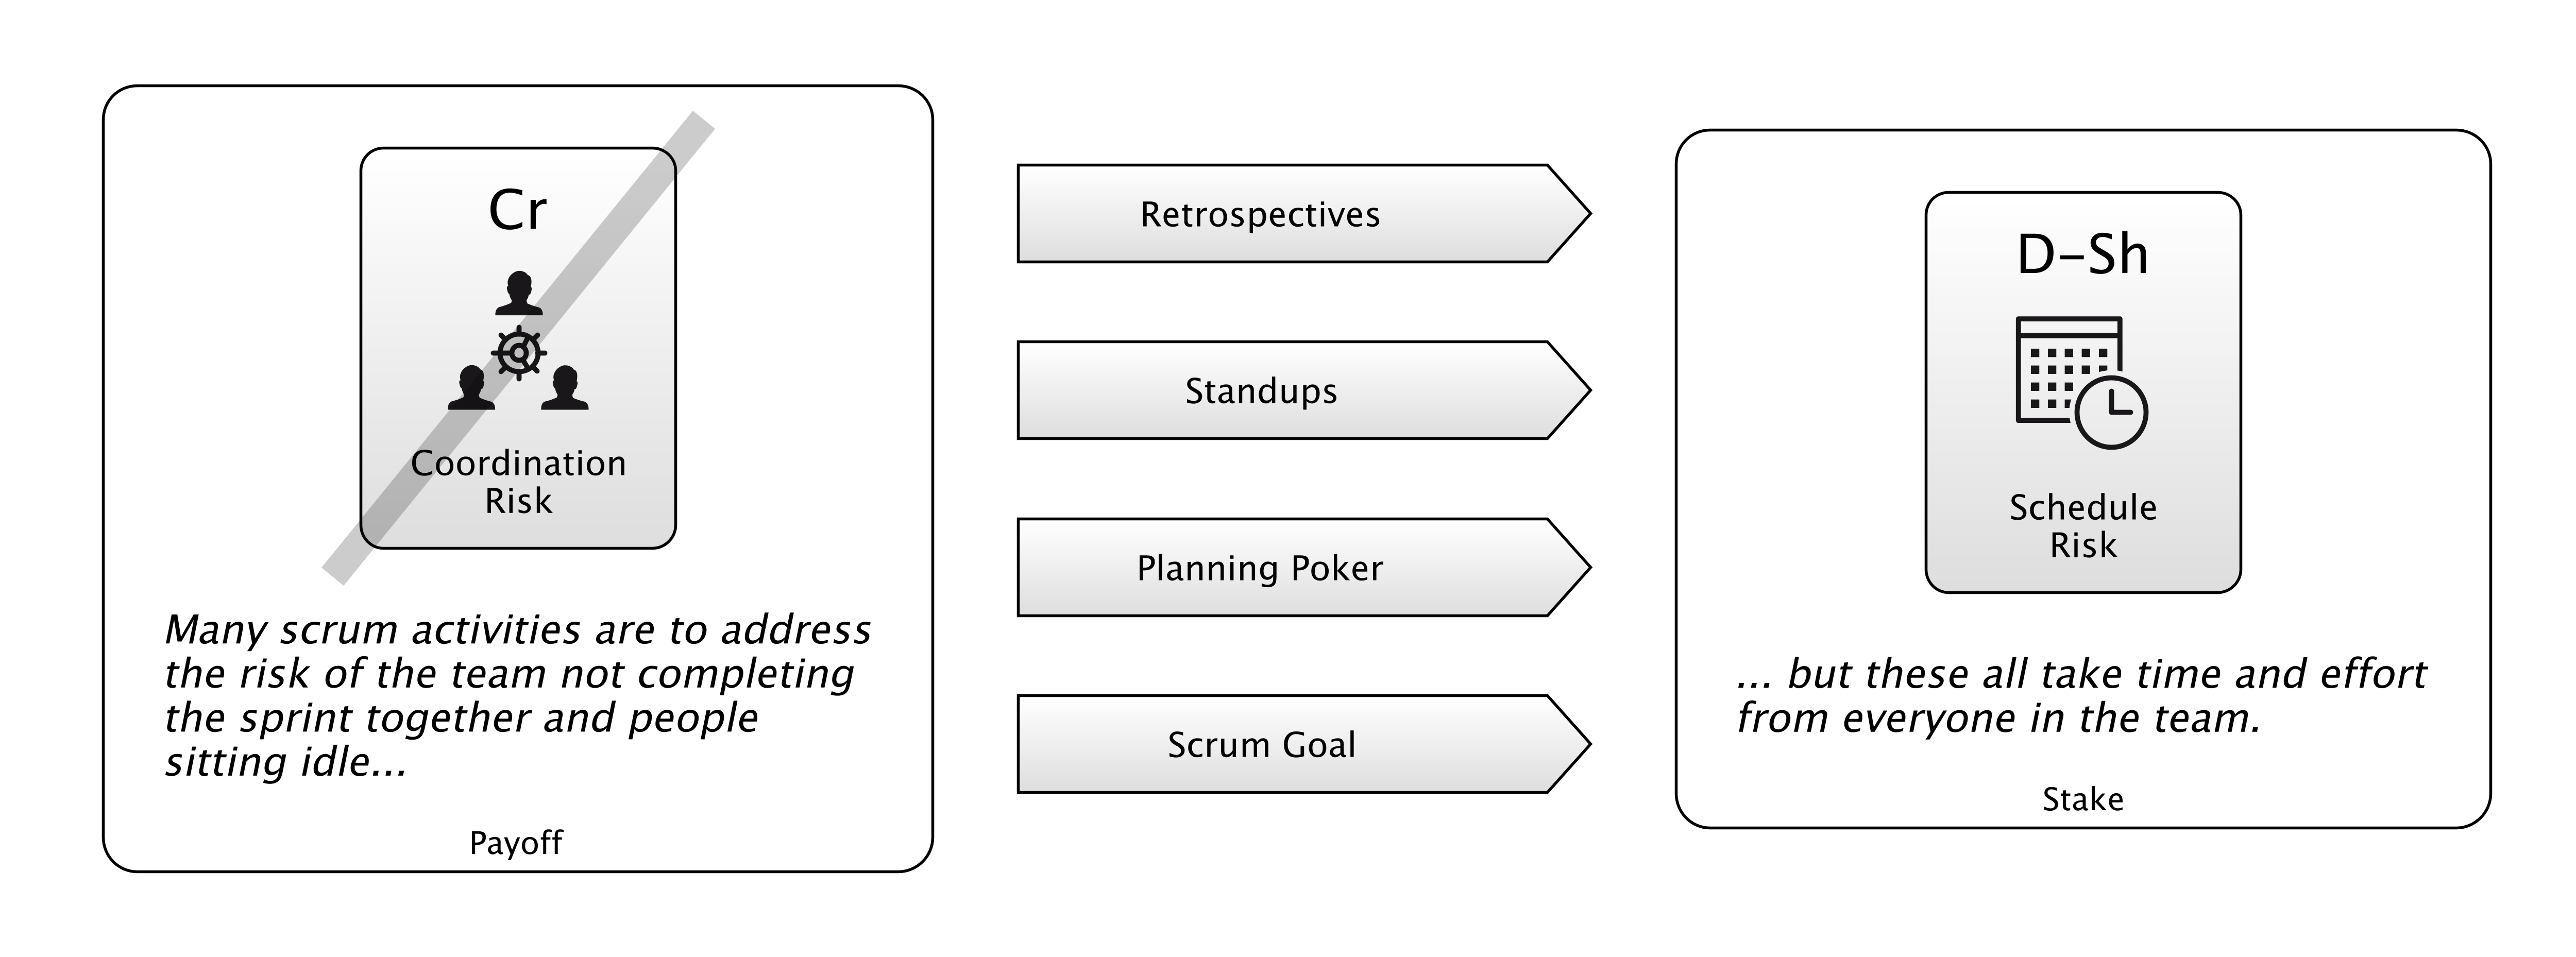 Cr
Coordination
Risk
Many scrum activities are to address
the risk of the team not completing
the sprint together and people
sitting idle...
Payoff
Retrospectives
Standups
Planning Poker
Scrum Goal
D-Sh
Schedule
Risk
... but these all take time and effort
from everyone in the team.
Stake